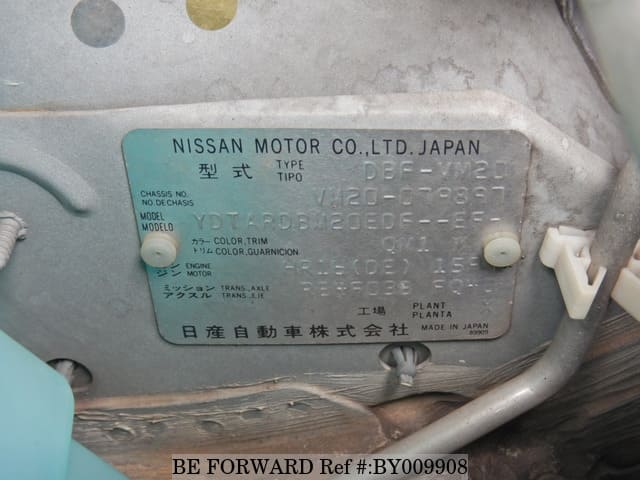 NISSAN MOTOR CO.,LTD. JAPAN
型式 TYPE TIPO DBF-VM20
CHASSIS NO. NO DE CHASIS VM20-079897
MODEL MODELO
カラー COLOR, TRIM トリム COLOR, GUARNICION QM1
エンジン ENGINE MOTOR HR16(DE)
ミッション TRANS., AXLE アクスル TRANS., EJE
工場 PLANT PLANTA
日産自動車株式会社 MADE IN JAPAN
BE FORWARD Ref #:BY009908